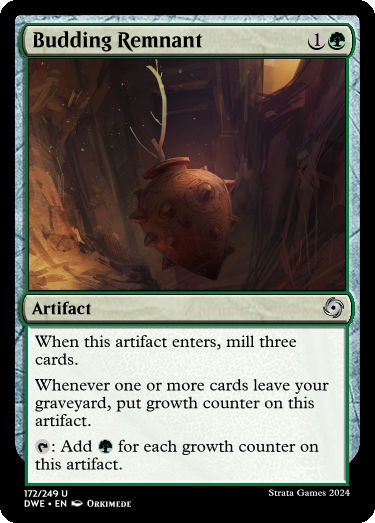 Budding Remnant 1
Artifact
When this artifact enters, mill three
cards.
Whenever one or more cards leave your
graveyard, put growth counter on this
artifact.
: Add for each growth counter on
this artifact.
172/249 U
DWE • EN Orkimede
Strata Games 2024